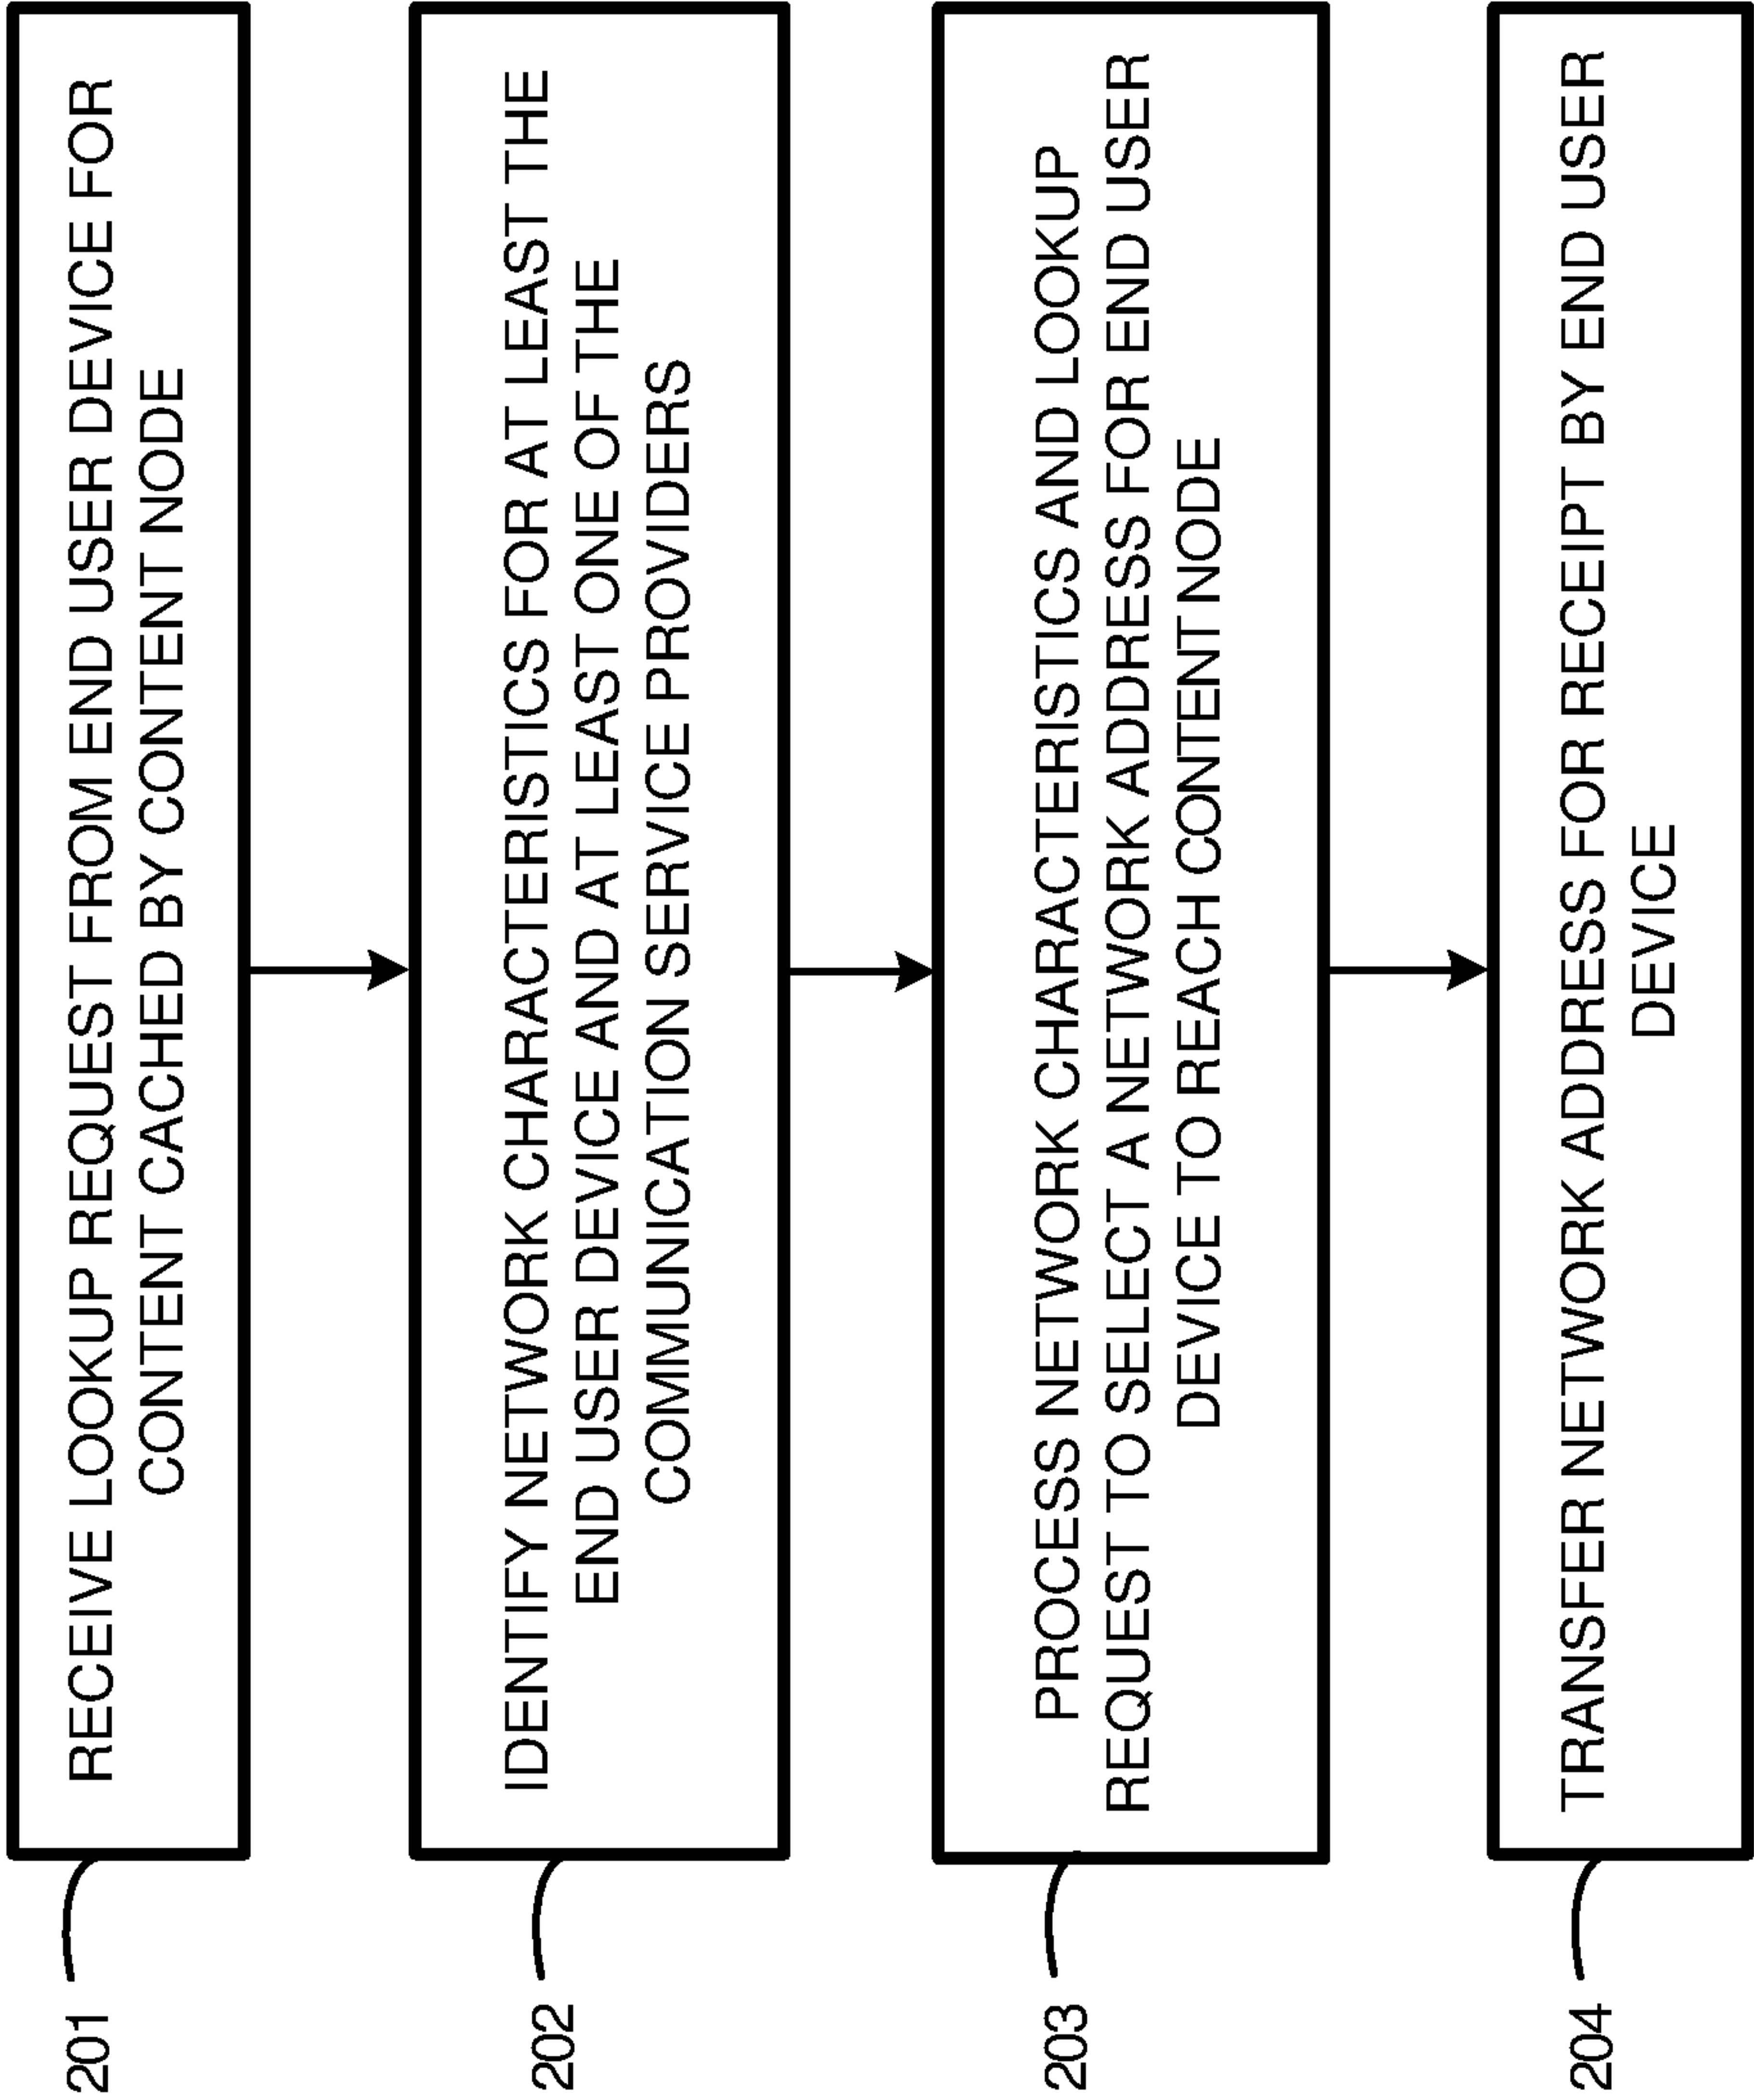 201
RECEIVE LOOKUP REQUEST FROM END USER DEVICE FOR
CONTENT CACHED BY CONTENT NODE
202
IDENTIFY NETWORK CHARACTERISTICS FOR AT LEAST THE
END USER DEVICE AND AT LEAST ONE OF THE
COMMUNICATION SERVICE PROVIDERS
203
PROCESS NETWORK CHARACTERISTICS AND LOOKUP
REQUEST TO SELECT A NETWORK ADDRESS FOR END USER
DEVICE TO REACH CONTENT NODE
204
TRANSFER NETWORK ADDRESS FOR RECEIPT BY END USER
DEVICE